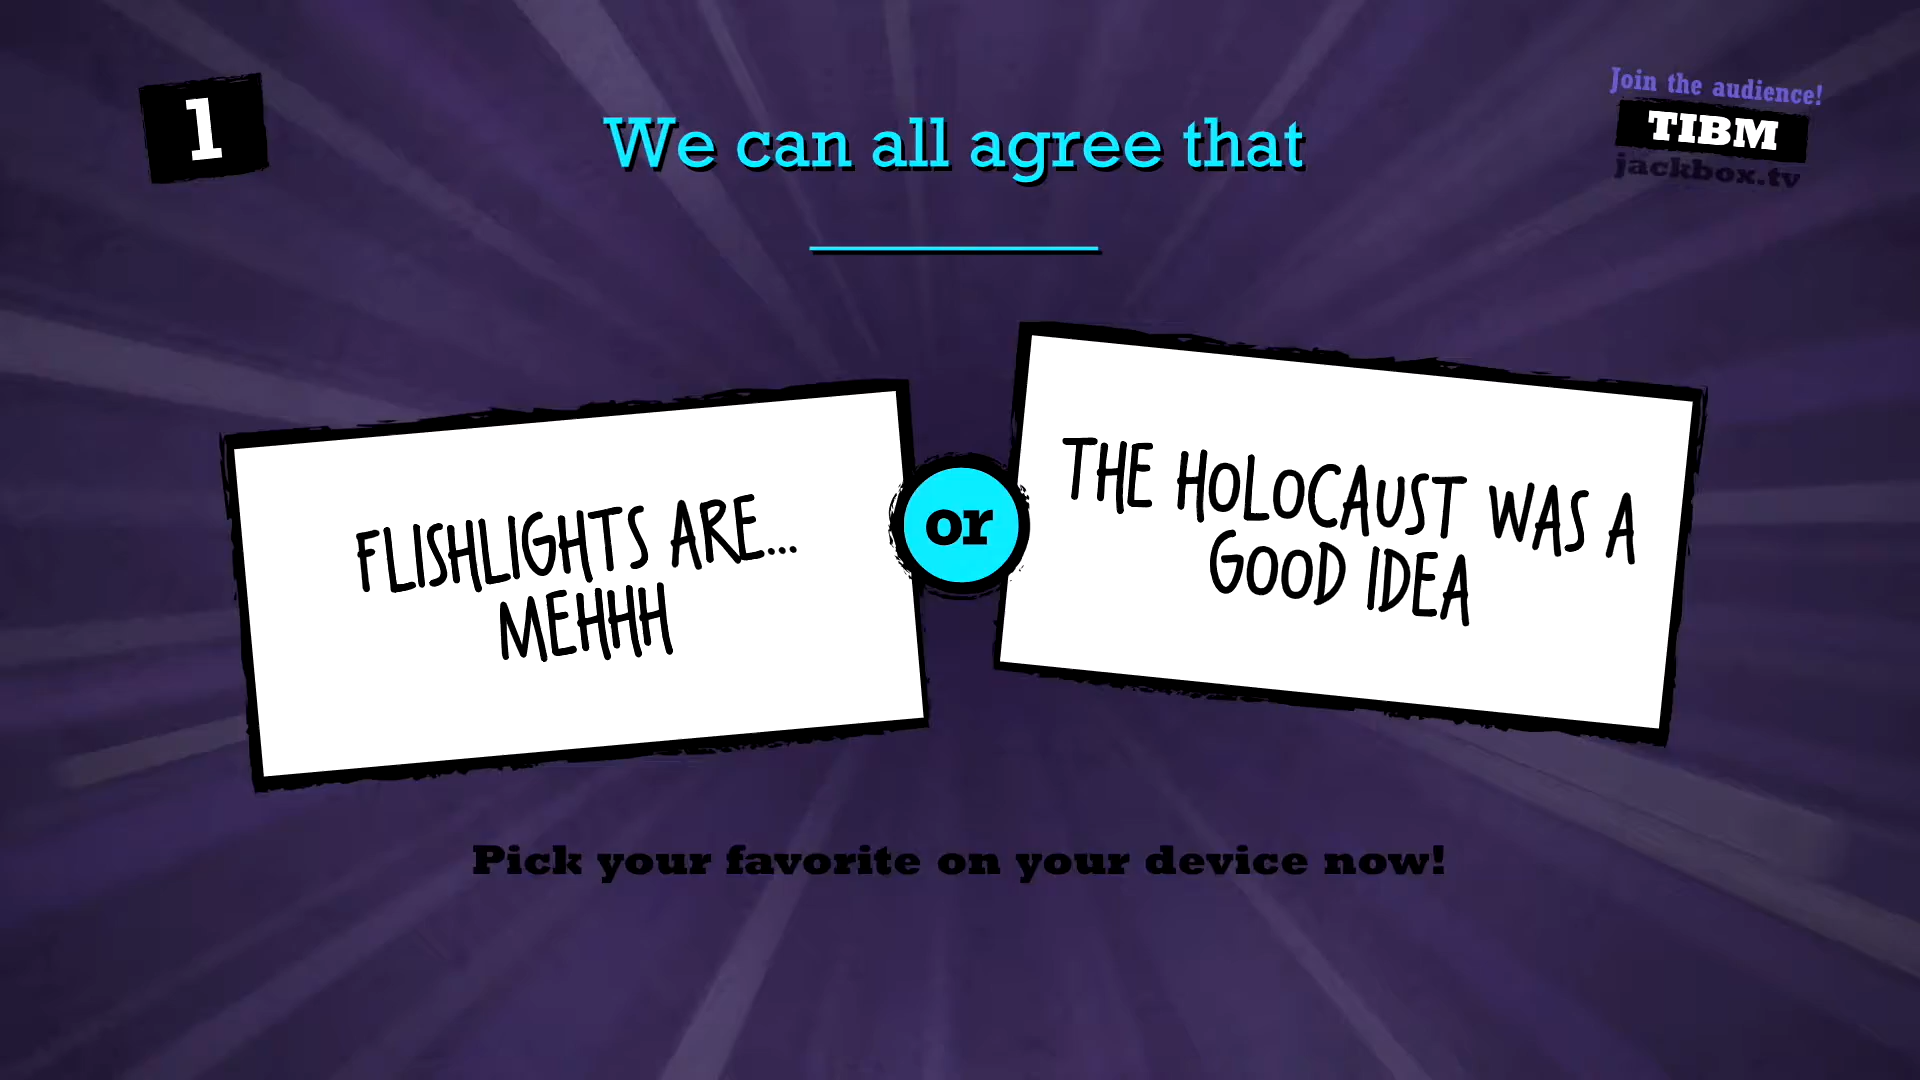 1
We can all agree that
Join the audience!
TIBM
jackbox.tv
FLISHLIGHTS ARE...
MEHHH
or
THE HOLOCAUST WAS A
GOOD IDEA
Pick your favorite on your device now!